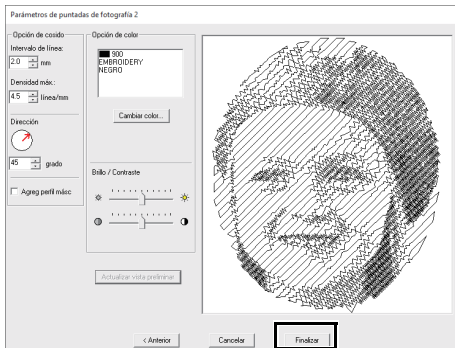 Parámetros de puntadas de fotografía 2
Opción de cosido
Intervalo de línea:
2.0 mm
Densidad máx.:
4.5 línea/mm
Dirección
45 grado
Agreg perfil másc
Opción de color
900
EMBROIDERY
NEGRO
Cambiar color...
Brillo / Contraste
Actualizar vista preliminar
< Anterior
Cancelar
Finalizar